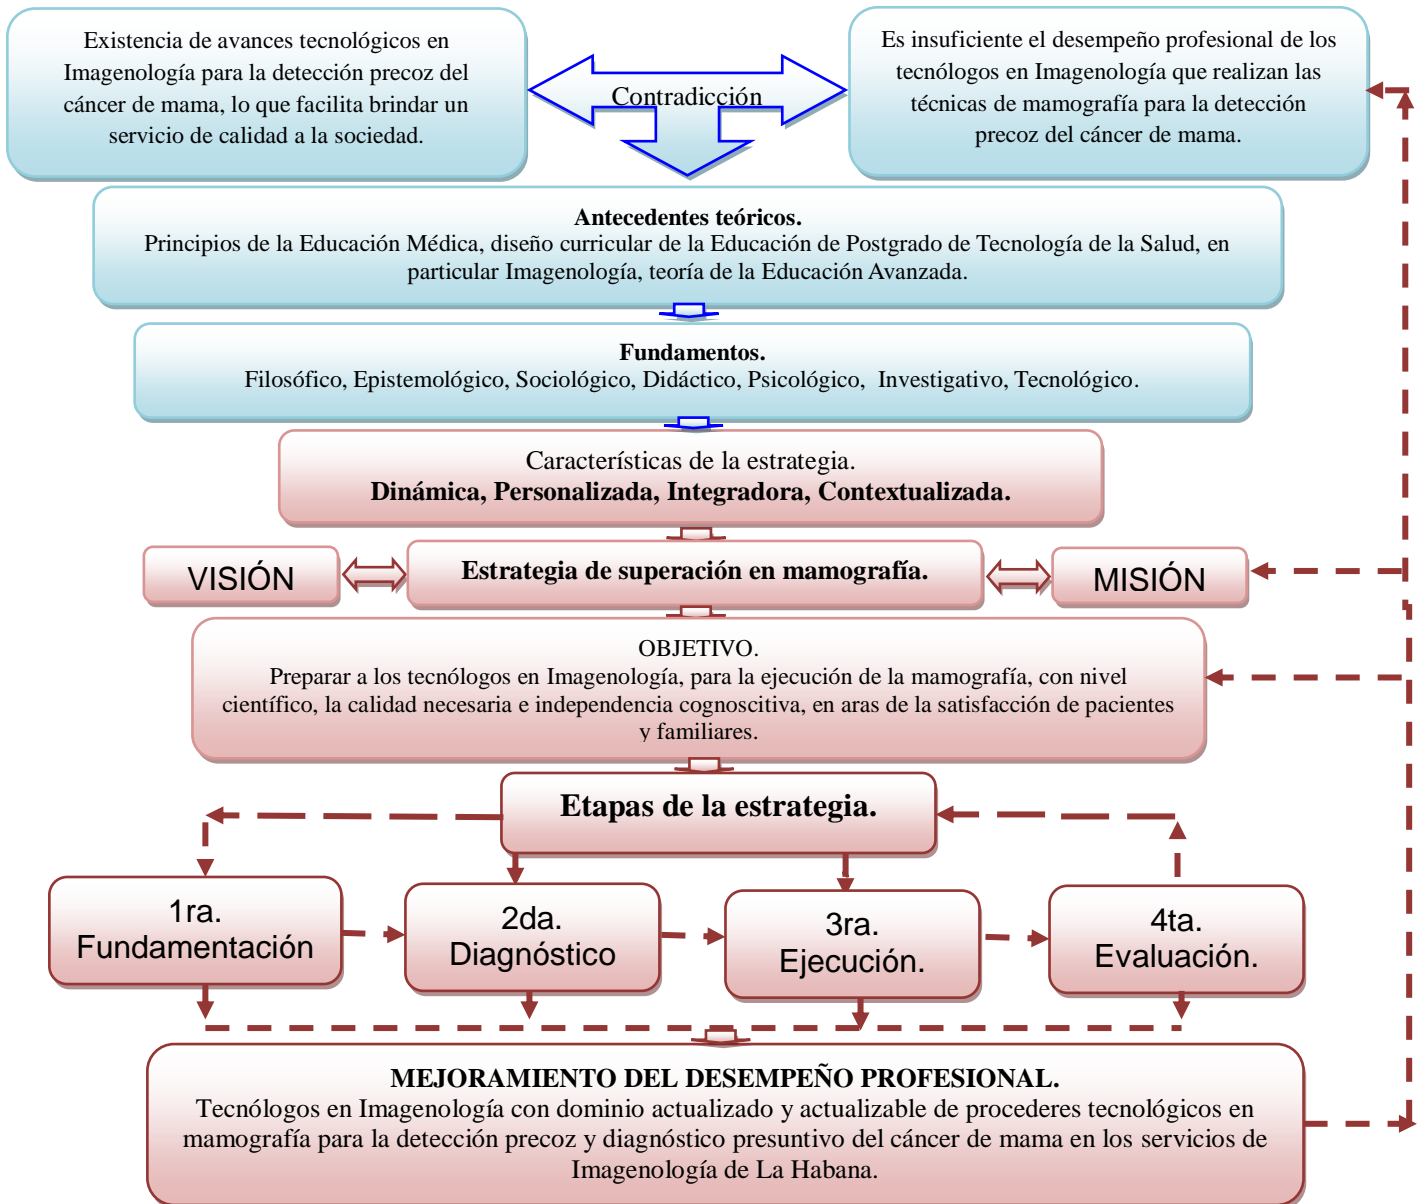 Existencia de avances tecnológicos en
Imagenología para la detección precoz del
cáncer de mama, lo que facilita brindar un
servicio de calidad a la sociedad.
Contradicción
Es insuficiente el desempeño profesional de los
tecnólogos en Imagenología que realizan las
técnicas de mamografía para la detección
precoz del cáncer de mama.
Antecedentes teóricos.
Principios de la Educación Médica, diseño curricular de la Educación de Postgrado de Tecnología de la Salud, en
particular Imagenología, teoría de la Educación Avanzada.
Fundamentos.
Filosófico, Epistemológico, Sociológico, Didáctico, Psicológico, Investigativo, Tecnológico.
Características de la estrategia.
Dinámica, Personalizada, Integradora, Contextualizada.
VISIÓN
Estrategia de superación en mamografía.
MISIÓN
OBJETIVO.
Preparar a los tecnólogos en Imagenología, para la ejecución de la mamografía, con nivel
científico, la calidad necesaria e independencia cognoscitiva, en aras de la satisfacción de pacientes
y familiares.
Etapas de la estrategia.
1ra.
Fundamentación
2da.
Diagnóstico
3ra.
Ejecución.
4ta.
Evaluación.
MEJORAMIENTO DEL DESEMPEÑO PROFESIONAL.
Tecnólogos en Imagenología con dominio actualizado y actualizable de procederes tecnológicos en
mamografía para la detección precoz y diagnóstico presuntivo del cáncer de mama en los servicios de
Imagenología de La Habana.